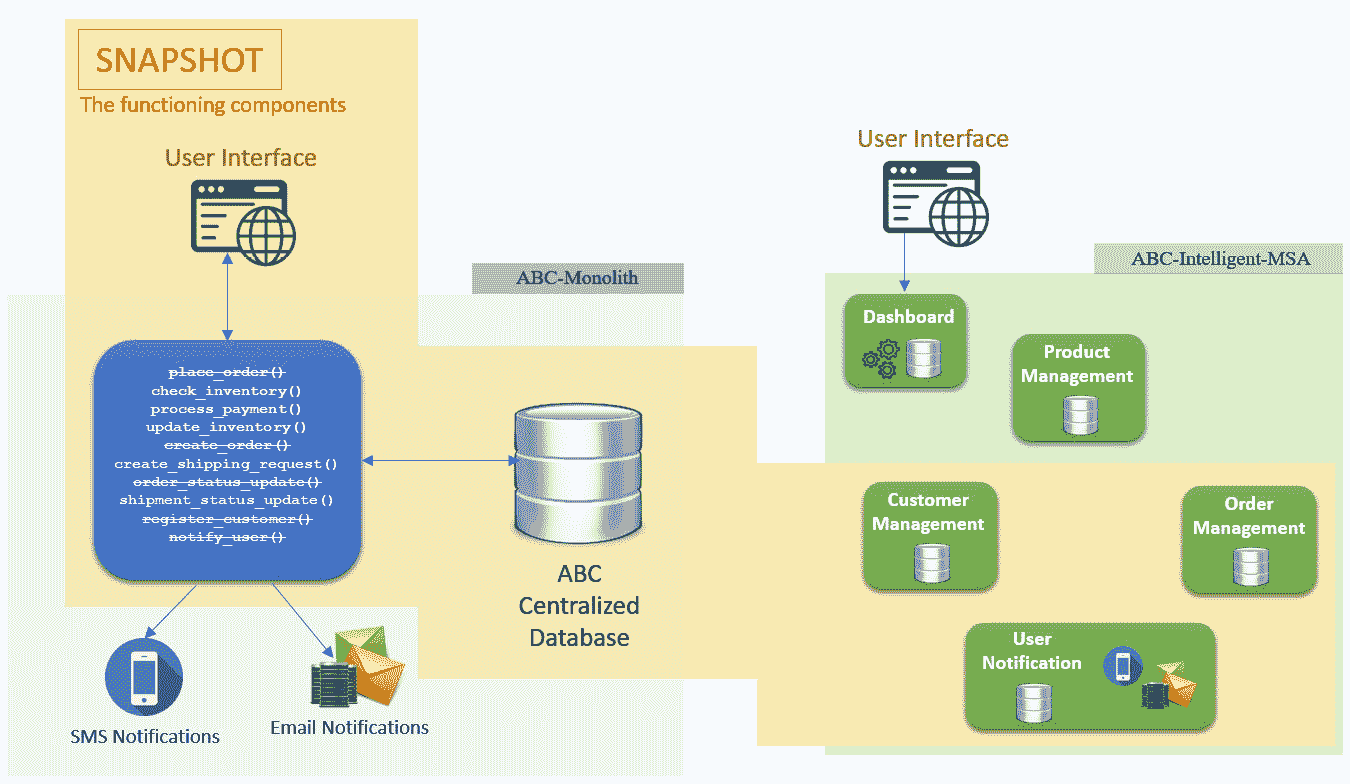 SNAPSHOT
The functioning components
User Interface
ABC-Monolith
place_order()
check_inventory()
process_payment()
update_inventory()
create_order()
create_shipping_request()
order_status_update()
shipment_status_update()
register_customer()
notify_user()
ABC
Centralized
Database
SMS Notifications
Email Notifications
User Interface
ABC-Intelligent-MSA
Dashboard
Product
Management
Customer
Management
Order
Management
User
Notification